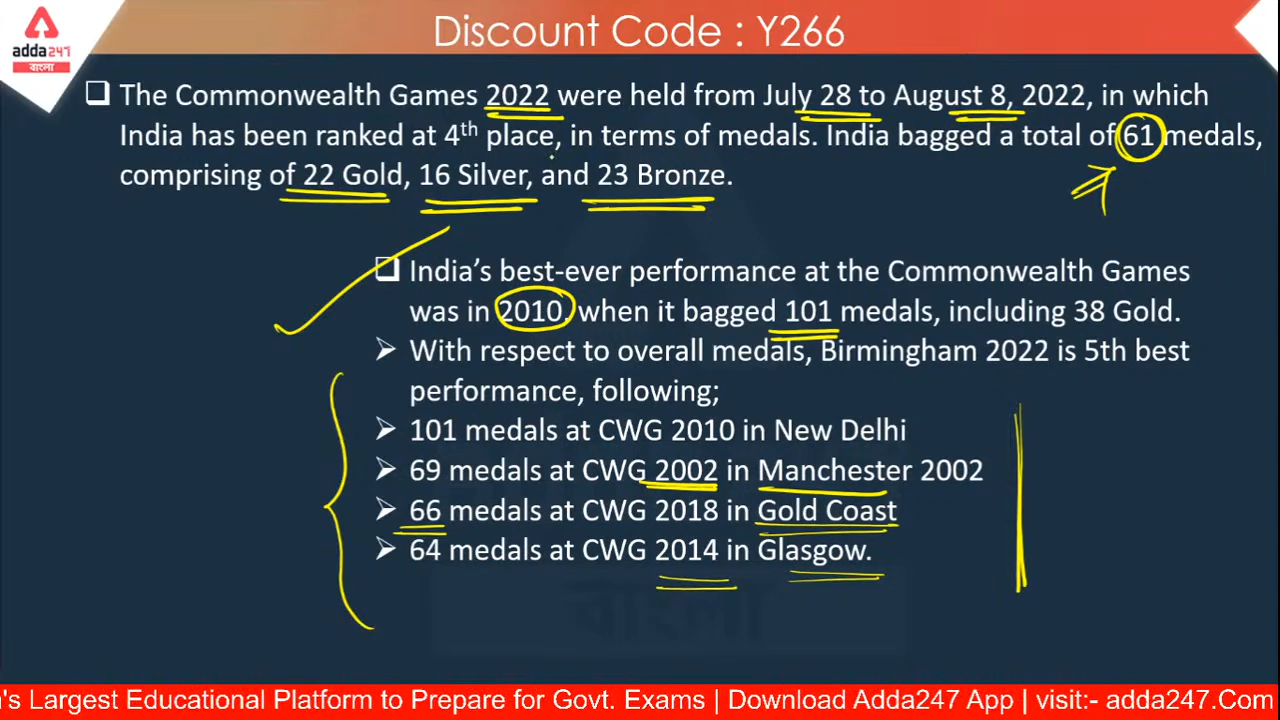 Discount Code : Y266
adda247
বাংলা
❑ The Commonwealth Games 2022 were held from July 28 to August 8, 2022, in which
India has been ranked at 4th place, in terms of medals. India bagged a total of 61 medals,
comprising of 22 Gold, 16 Silver, and 23 Bronze.
❑ India's best-ever performance at the Commonwealth Games
was in 2010, when it bagged 101 medals, including 38 Gold.
➢ With respect to overall medals, Birmingham 2022 is 5th best
performance, following;
➢ 101 medals at CWG 2010 in New Delhi
➢ 69 medals at CWG 2002 in Manchester 2002
➢ 66 medals at CWG 2018 in Gold Coast
➢ 64 medals at CWG 2014 in Glasgow.
বাংলা
's Largest Educational Platform to Prepare for Govt. Exams | Download Adda247 App | visit:- adda247.Com